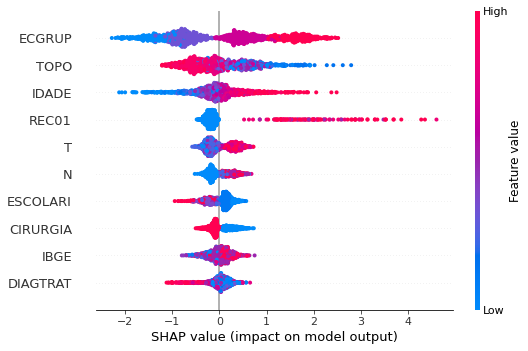 High
ECGRUP
TOPO
IDADE
REC01
T
N
ESCOLARI
CIRURGIA
IBGE
DIAGTRAT
Feature value
Low
−2 −1 0 1 2 3 4
SHAP value (impact on model output)